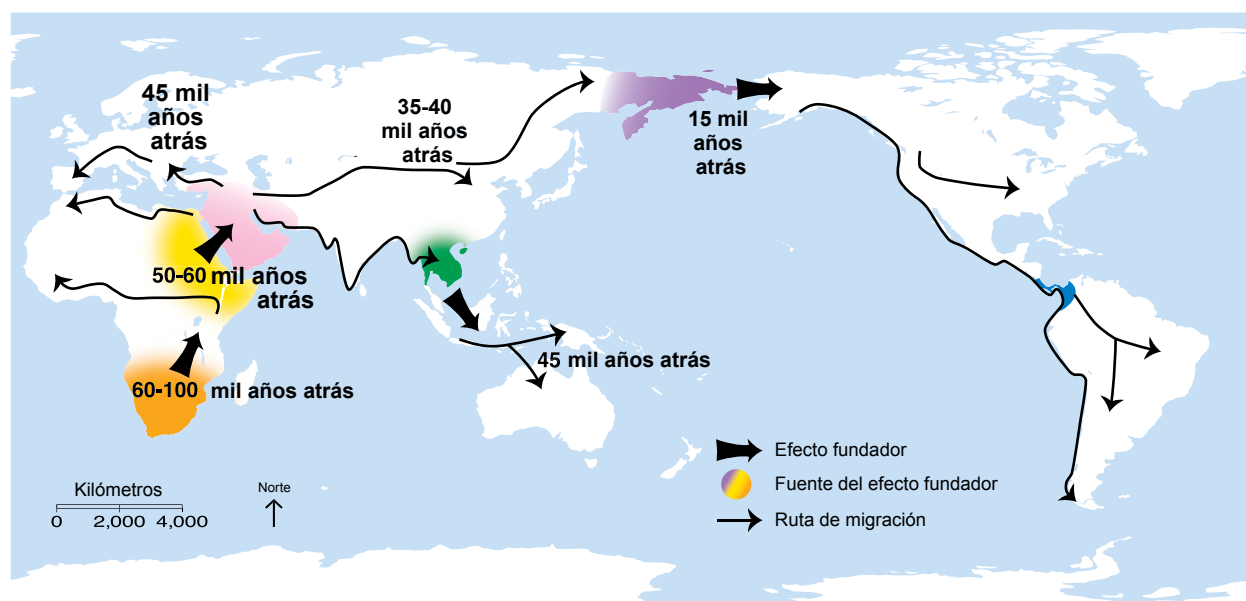 45 mil
años
atrás
35-40
mil años
atrás
15 mil
años
atrás
50-60 mil años
atrás
45 mil años atrás
60-100 mil años atrás
Efecto fundador
Fuente del efecto fundador
Ruta de migración
Kilómetros
0 2,000 4,000
Norte